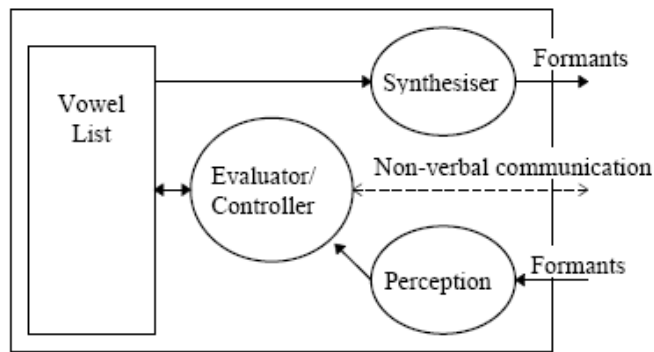 Formants
Synthesiser
Vowel
List
Non-verbal communication
Evaluator/
Controller
Formants
Perception